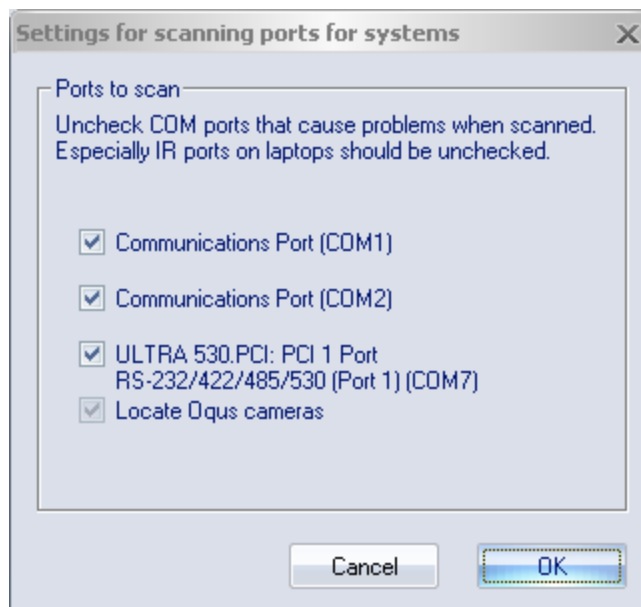 Settings for scanning ports for systems
Ports to scan
Uncheck COM ports that cause problems when scanned.
Especially IR ports on laptops should be unchecked.
Communications Port (COM1)
Communications Port (COM2)
ULTRA 530.PCI: PCI 1 Port
RS-232/422/485/530 (Port 1) (COM7)
Locate Oqus cameras
Cancel
OK